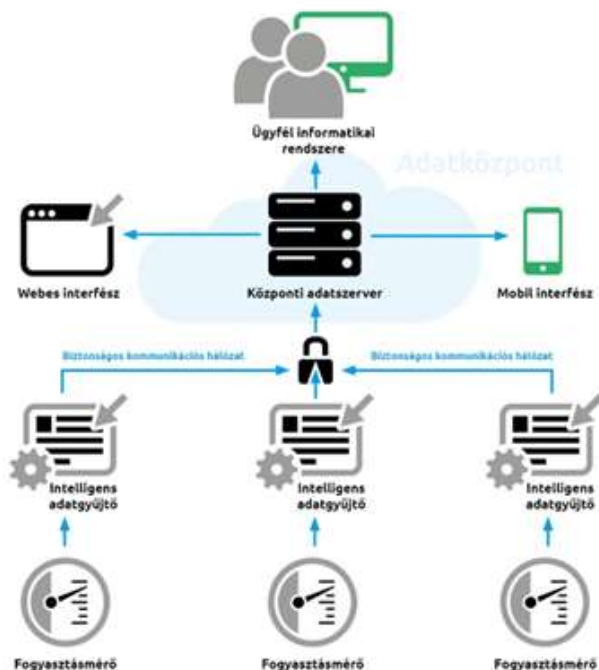 Ügyfél informatikai
rendszere
Adatközpont
Webes interfész
Központi adatszerver
Mobil interfész
Biztonságos kommunikációs hálózat
Biztonságos kommunikációs hálózat
Intelligens
adatgyűjtő
Intelligens
adatgyűjtő
Intelligens
adatgyűjtő
Fogyasztásmérő
Fogyasztásmérő
Fogyasztásmérő